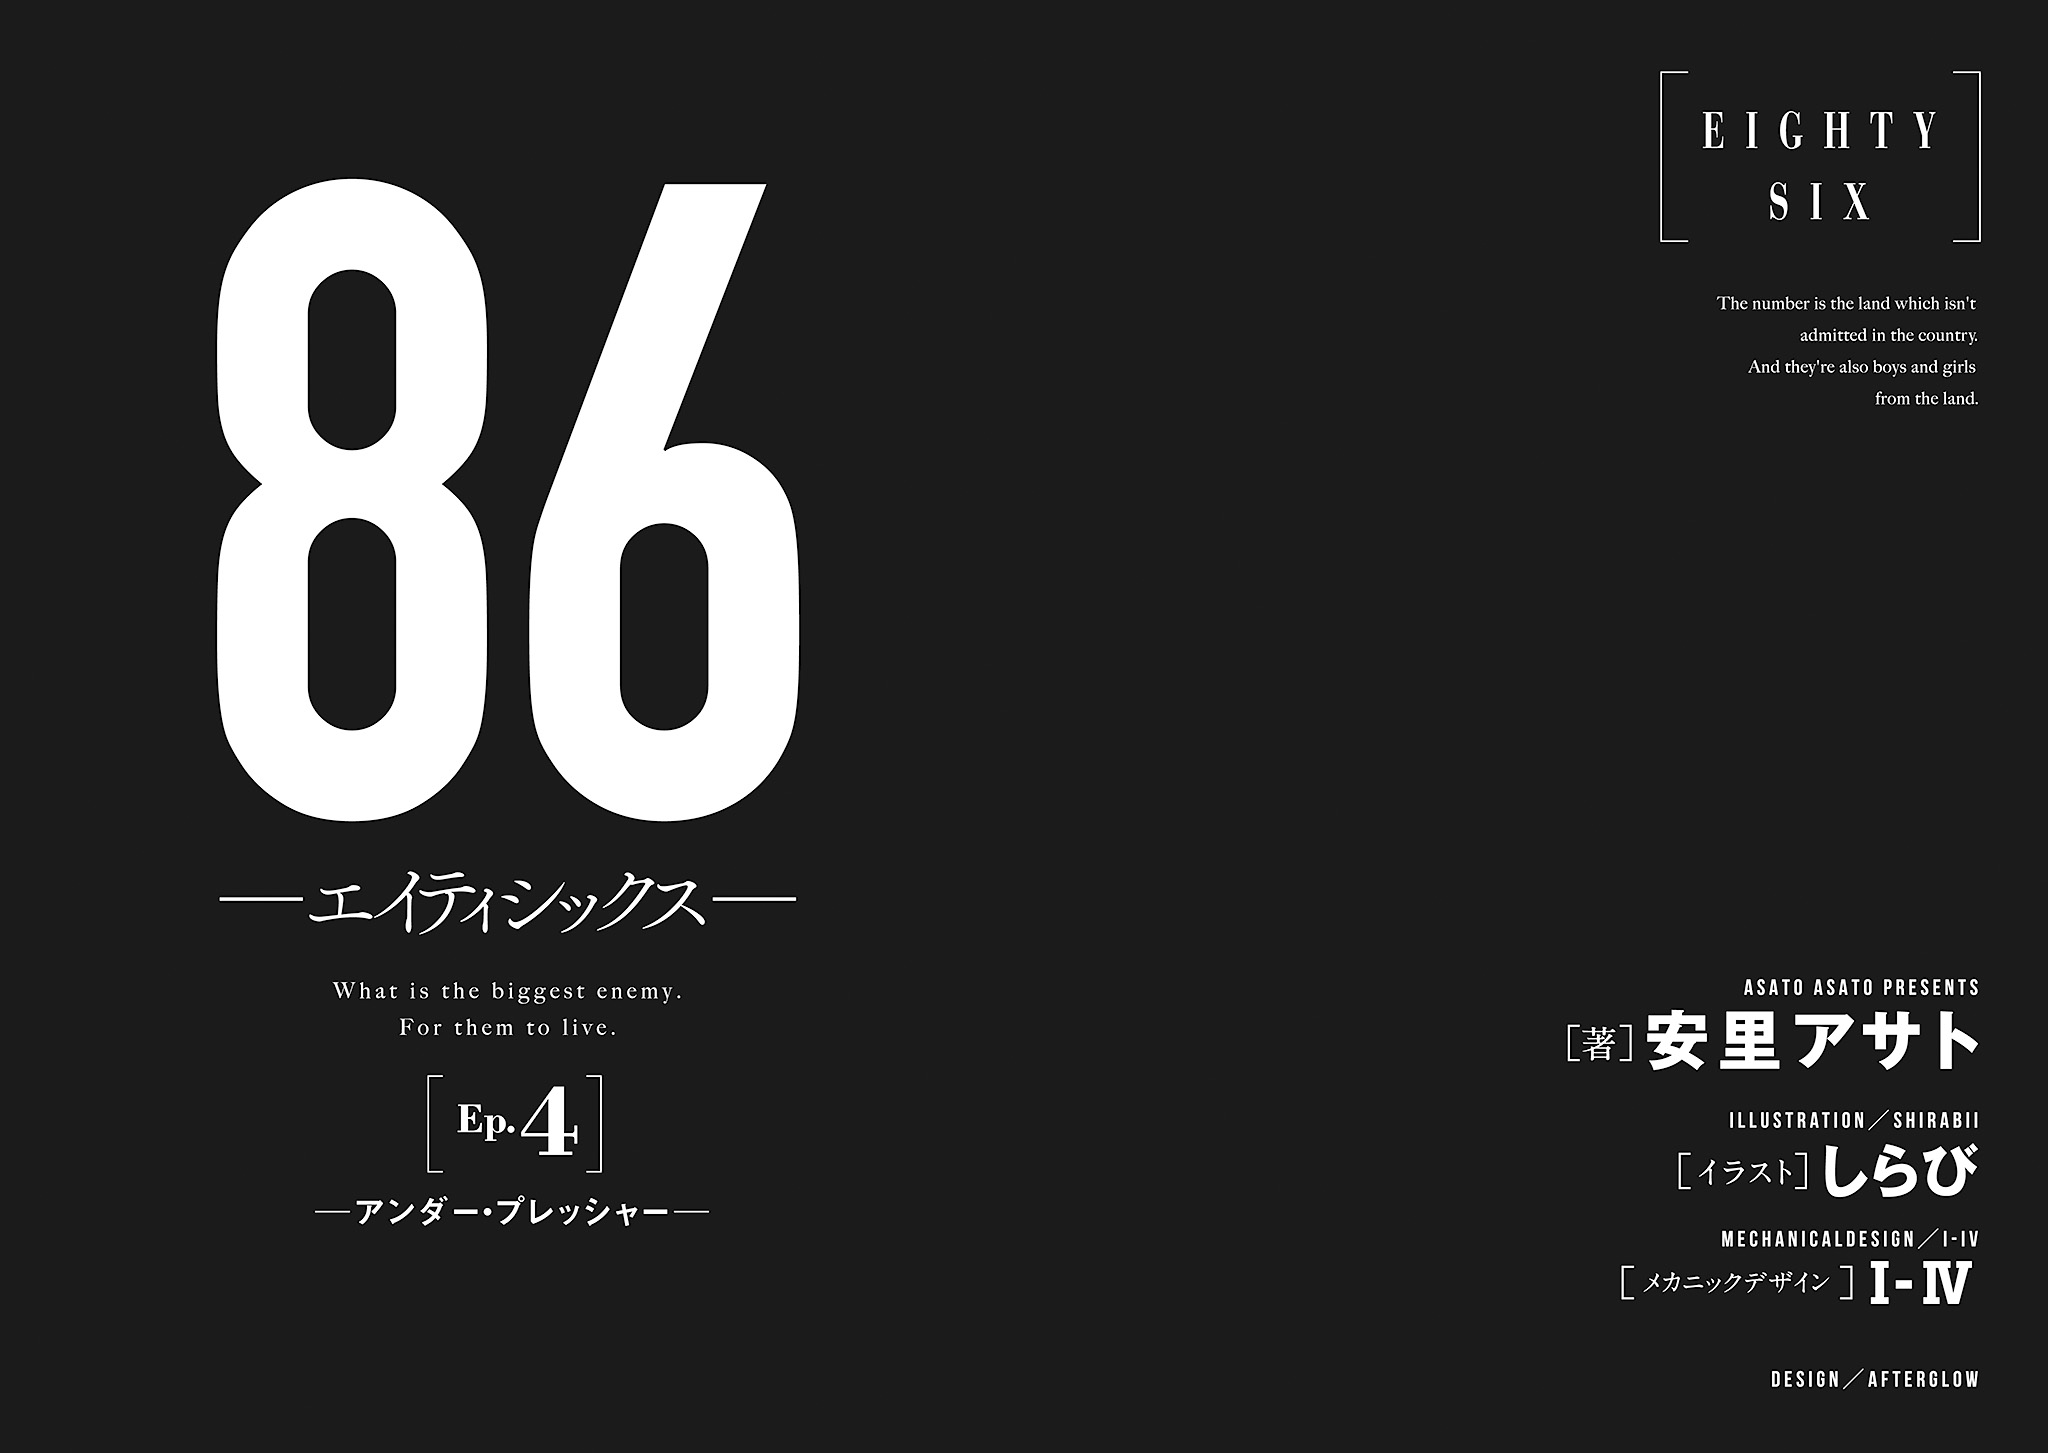 86
―エイティシックス―
What is the biggest enemy.
For them to live.
[Ep.4]
―アンダー・プレッシャー―
EIGHTY
SIX
The number is the land which isn't
admitted in the country.
And they're also boys and girls
from the land.
ASATO ASATO PRESENTS
[著]安里アサト
ILLUSTRATION／SHIRABII
[イラスト]しらび
MECHANICALDESIGN／I-IV
[メカニックデザイン]I-IV
DESIGN／AFTERGLOW